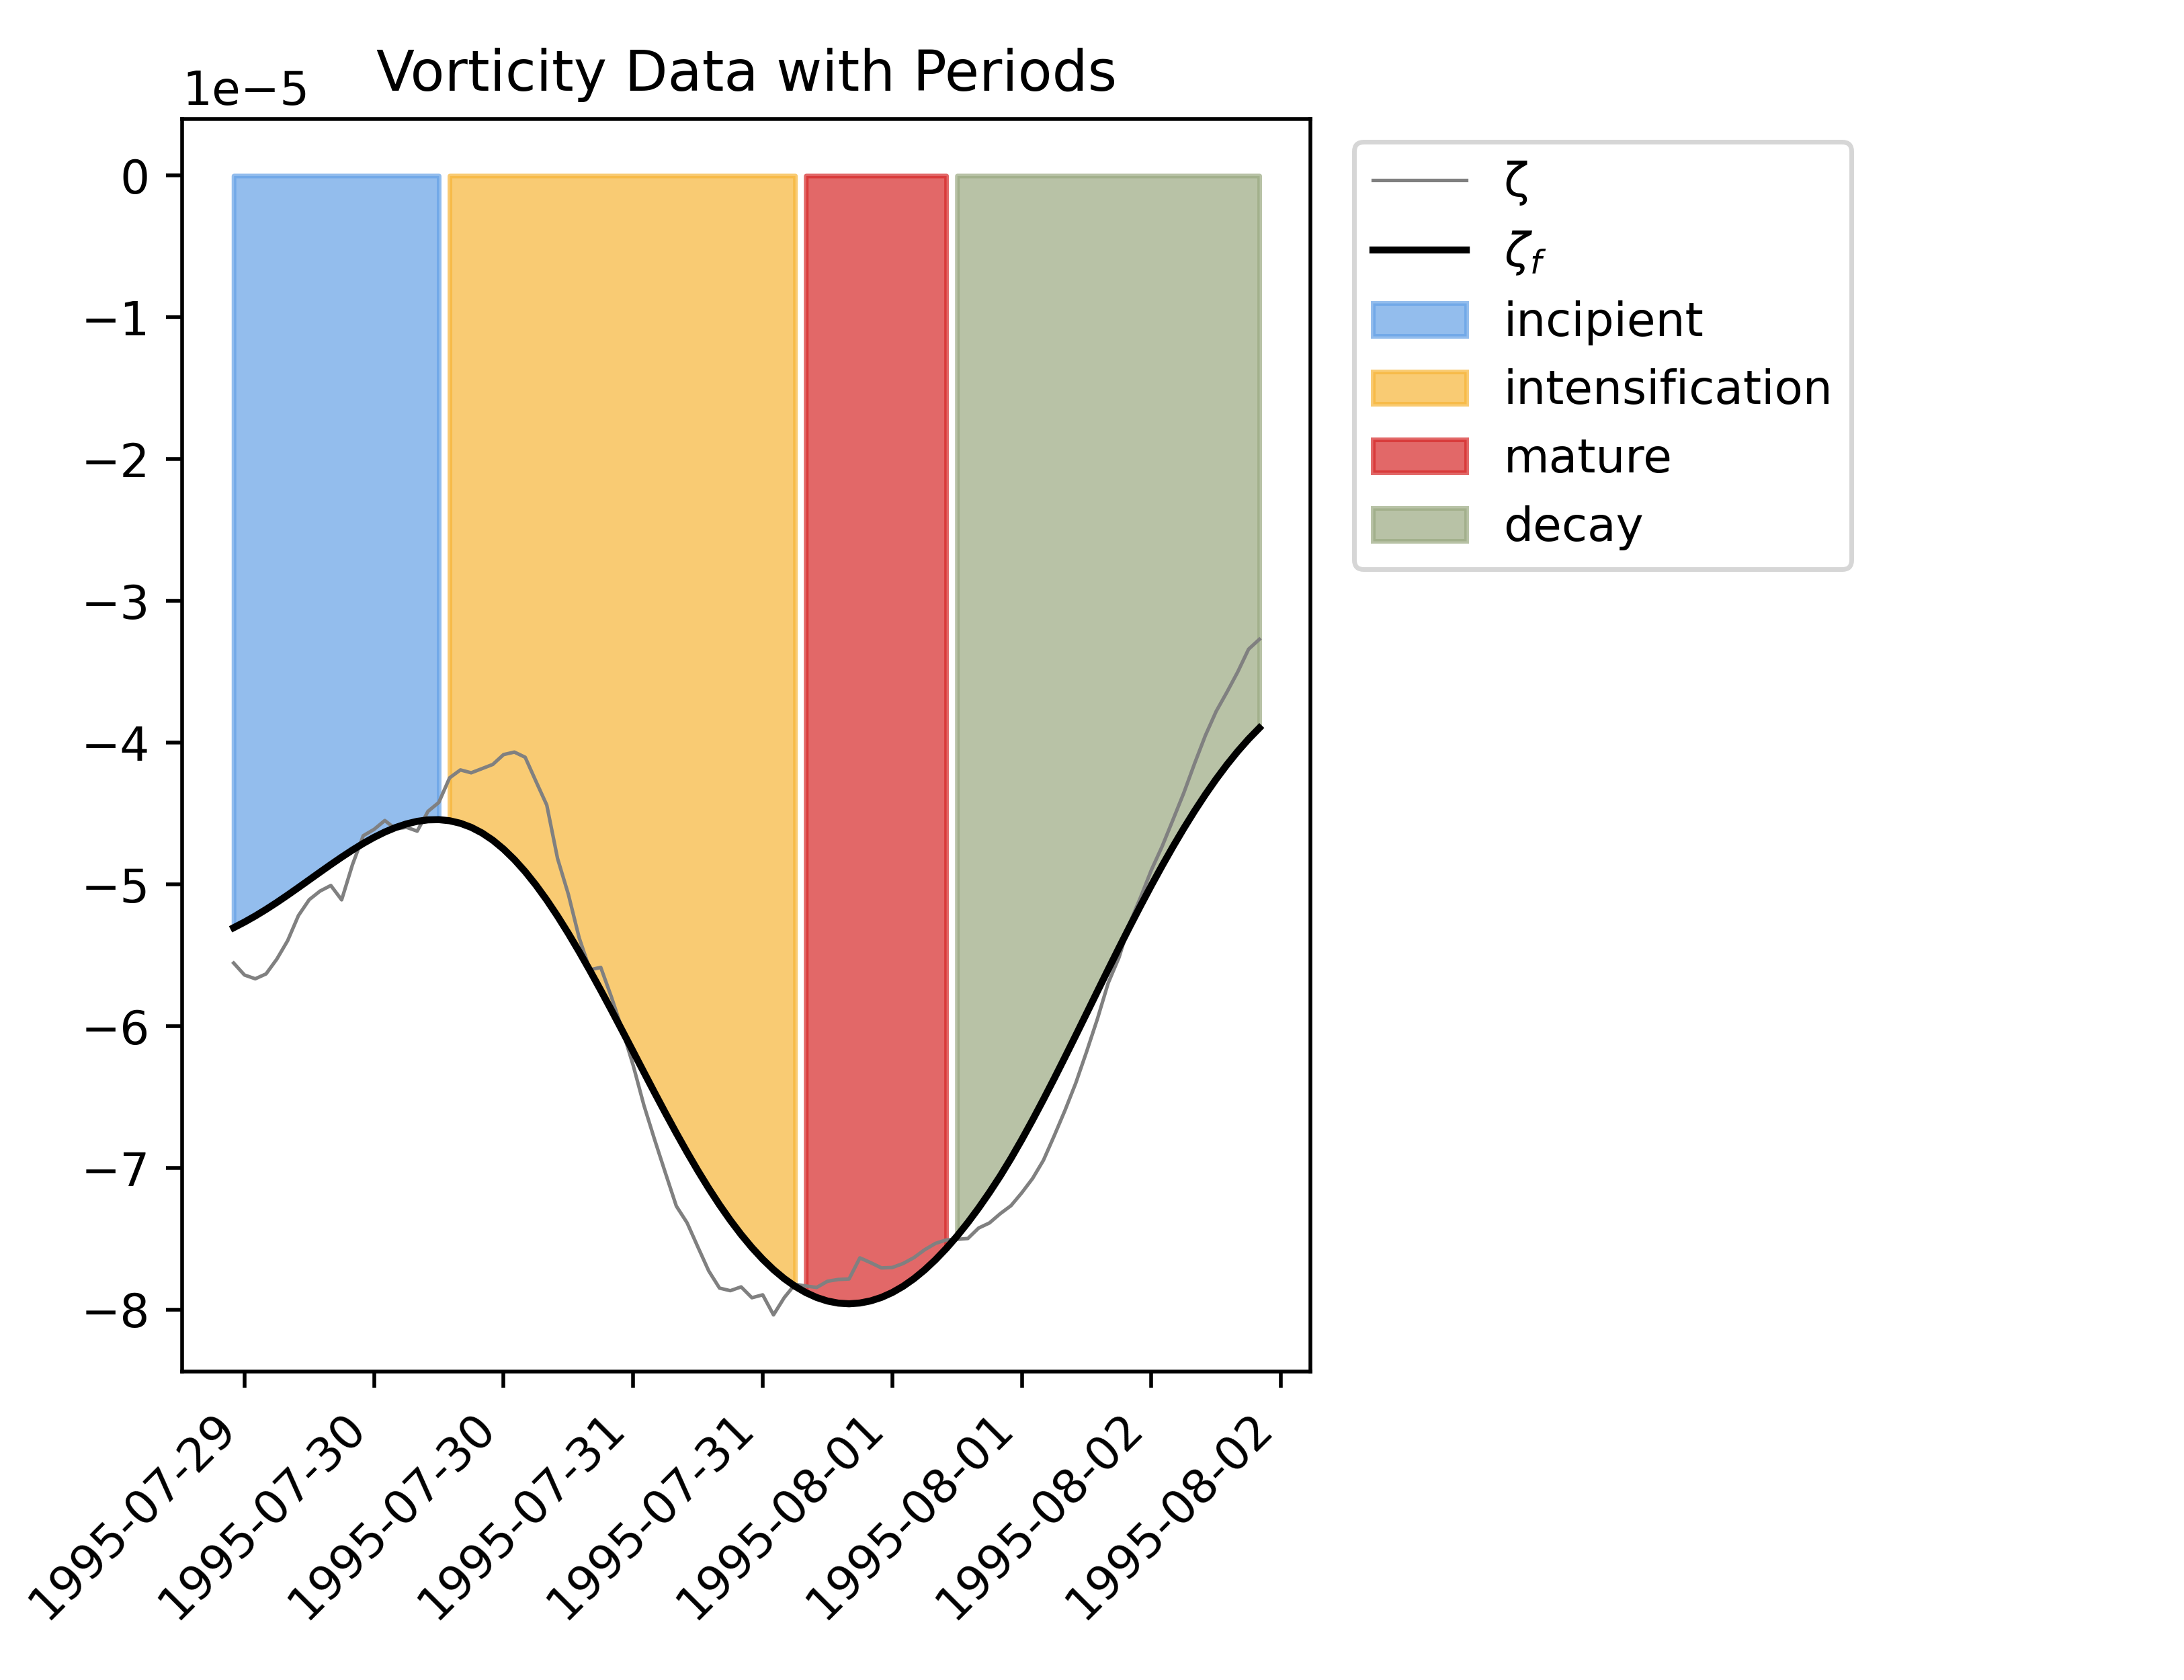 Vorticity Data with Periods
1e−5
0
−1
−2
−3
−4
−5
−6
−7
−8
1995-07-29
1995-07-30
1995-07-30
1995-07-31
1995-07-31
1995-08-01
1995-08-01
1995-08-02
1995-08-02
ζ
ζf
incipient
intensification
mature
decay